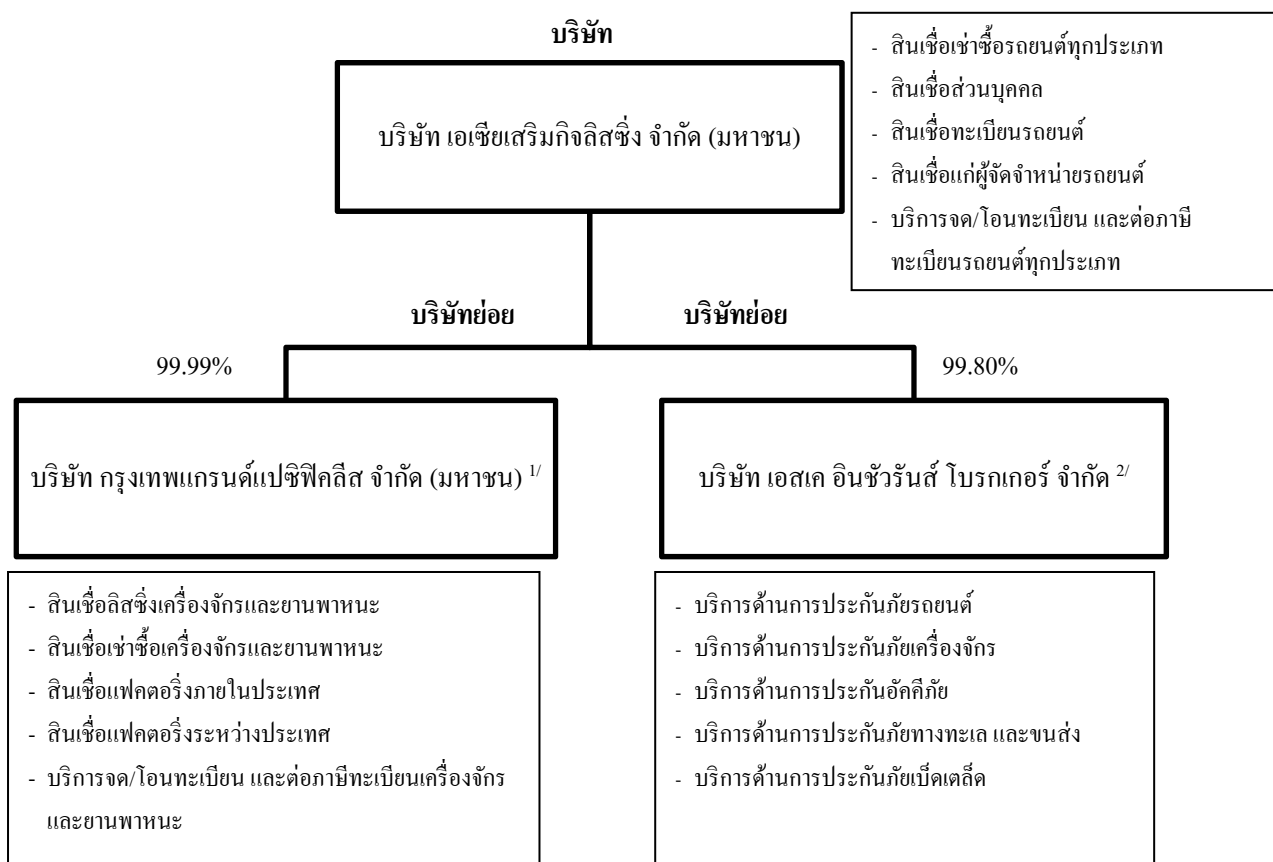 บริษัท
บริษัท เอเซียเสริมกิจลิสซิ่ง จำกัด (มหาชน)
- สินเชื่อเช่าซื้อรถยนต์ทุกประเภท
- สินเชื่อส่วนบุคคล
- สินเชื่อทะเบียนรถยนต์
- สินเชื่อแก่ผู้จัดจำหน่ายรถยนต์
- บริการจด/โอนทะเบียน และต่อภาษี
ทะเบียนรถยนต์ทุกประเภท
บริษัทย่อย
บริษัทย่อย
99.99%
99.80%
บริษัท กรุงเทพแกรนด์แปซิฟิคลีส จำกัด (มหาชน) 1/
บริษัท เอสเค อินชัวรันส์ โบรกเกอร์ จำกัด 2/
- สินเชื่อลิสซิ่งเครื่องจักรและยานพาหนะ
- สินเชื่อเช่าซื้อเครื่องจักรและยานพาหนะ
- สินเชื่อแฟคตอริ่งภายในประเทศ
- สินเชื่อแฟคตอริ่งระหว่างประเทศ
- บริการจด/โอนทะเบียน และต่อภาษีทะเบียนเครื่องจักร
และยานพาหนะ
- บริการด้านการประกันภัยรถยนต์
- บริการด้านการประกันภัยเครื่องจักร
- บริการด้านการประกันอัคคีภัย
- บริการด้านการประกันภัยทางทะเล และขนส่ง
- บริการด้านการประกันภัยเบ็ดเตล็ด